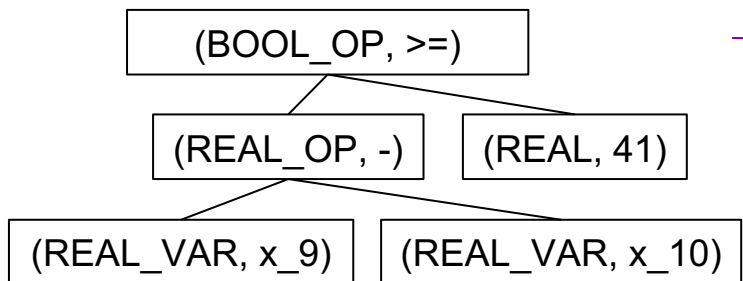 (BOOL_OP, >=)
(REAL_OP, -) (REAL, 41)
(REAL_VAR, x_9) (REAL_VAR, x_10)